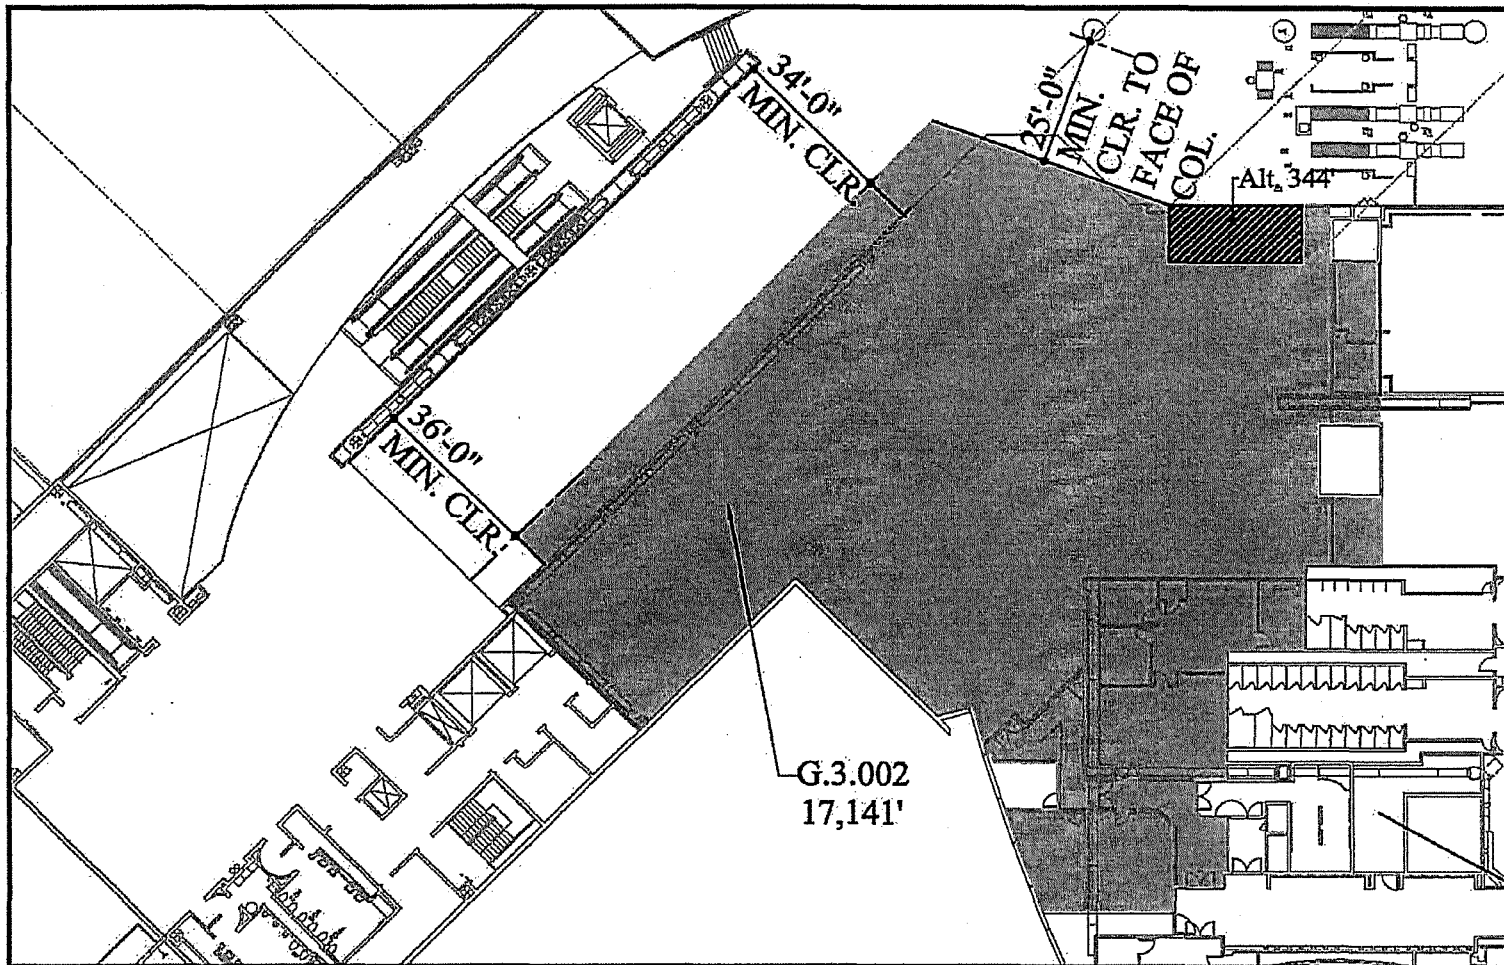 34'-0"
MIN. CLR.
25'-0"
MIN.
CLR. TO
FACE OF
COL.
Alt. 344'
36'-0"
MIN. CLR.
G.3.002
17,141'